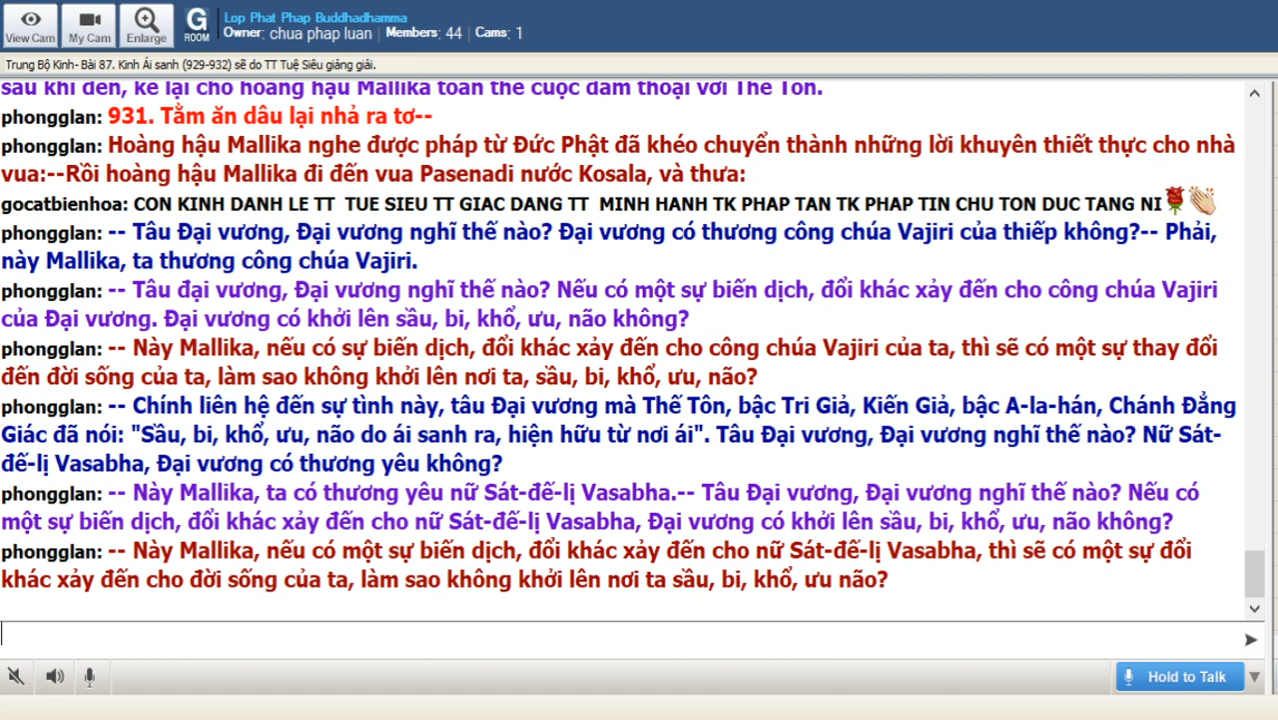 View Cam
My Cam
Enlarge
G
ROOM
Lop Phat Phap Buddhadhamma
Owner: chua phap luan | Members: 44 | Cams: 1
Trung Bộ Kinh- Bài 87. Kinh Ái sanh (929-932) sẽ do TT Tuệ Siêu giảng giải.
sau khi đến, kể lại cho hoàng hậu Mallika toàn thể cuộc đàm thoại với Thế Tôn.
phongglan: 931. Tằm ăn dâu lại nhả ra tơ--
phongglan: Hoàng hậu Mallika nghe được pháp từ Đức Phật đã khéo chuyển thành những lời khuyên thiết thực cho nhà
vua:--Rồi hoàng hậu Mallika đi đến vua Pasenadi nước Kosala, và thưa:
gocatbienhoa: CON KINH DANH LE TT TUE SIEU TT GIAC DANG TT MINH HANH TK PHAP TAN TK PHAP TIN CHU TON DUC TANG NI
phongglan: -- Tâu Đại vương, Đại vương nghĩ thế nào? Đại vương có thương công chúa Vajiri của thiếp không?-- Phải,
này Mallika, ta thương công chúa Vajiri.
phongglan: -- Tâu đại vương, Đại vương nghĩ thế nào? Nếu có một sự biến dịch, đổi khác xảy đến cho công chúa Vajiri
của Đại vương. Đại vương có khởi lên sầu, bi, khổ, ưu, não không?
phongglan: -- Này Mallika, nếu có sự biến dịch, đổi khác xảy đến cho công chúa Vajiri của ta, thì sẽ có một sự thay đổi
đến đời sống của ta, làm sao không khởi lên nơi ta, sầu, bi, khổ, ưu, não?
phongglan: -- Chính liên hệ đến sự tình này, tâu Đại vương mà Thế Tôn, bậc Tri Giả, Kiến Giả, bậc A-la-hán, Chánh Đẳng
Giác đã nói: "Sầu, bi, khổ, ưu, não do ái sanh ra, hiện hữu từ nơi ái". Tâu Đại vương, Đại vương nghĩ thế nào? Nữ Sát-
đế-lị Vasabha, Đại vương có thương yêu không?
phongglan: -- Này Mallika, ta có thương yêu nữ Sát-đế-lị Vasabha.-- Tâu Đại vương, Đại vương nghĩ thế nào? Nếu có
một sự biến dịch, đổi khác xảy đến cho nữ Sát-đế-lị Vasabha, Đại vương có khởi lên sầu, bi, khổ, ưu, não không?
phongglan: -- Này Mallika, nếu có một sự biến dịch, đổi khác xảy đến cho nữ Sát-đế-lị Vasabha, thì sẽ có một sự đổi
khác xảy đến cho đời sống của ta, làm sao không khởi lên nơi ta sầu, bi, khổ, ưu não?
Hold to Talk